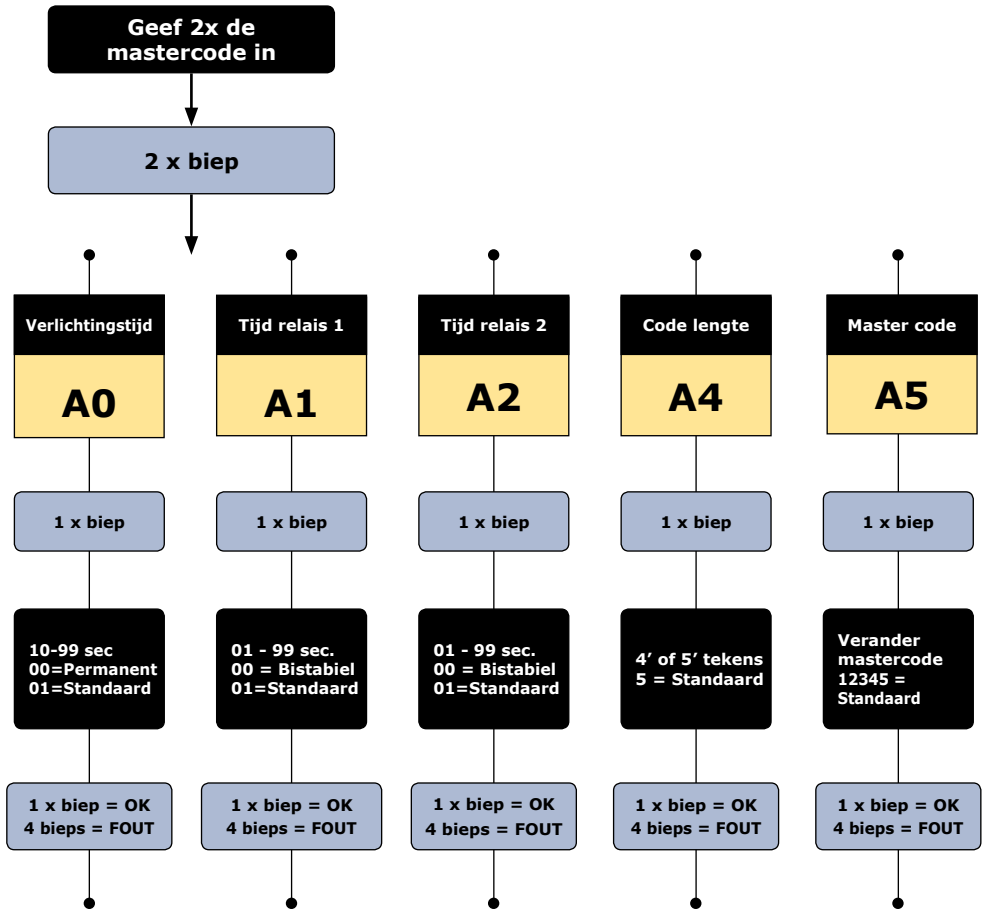 Geef 2x de
mastercode in
2 x biep
Verlichtingstijd
A0
1 x biep
10-99 sec
00=Permanent
01=Standaard
1 x biep = OK
4 bieps = FOUT
Tijd relais 1
A1
1 x biep
01 - 99 sec.
00 = Bistabiel
01=Standaard
1 x biep = OK
4 bieps = FOUT
Tijd relais 2
A2
1 x biep
01 - 99 sec.
00 = Bistabiel
01=Standaard
1 x biep = OK
4 bieps = FOUT
Code lengte
A4
1 x biep
4’ of 5’ tekens
5 = Standaard
1 x biep = OK
4 bieps = FOUT
Master code
A5
1 x biep
Verander
mastercode
12345 =
Standaard
1 x biep = OK
4 bieps = FOUT